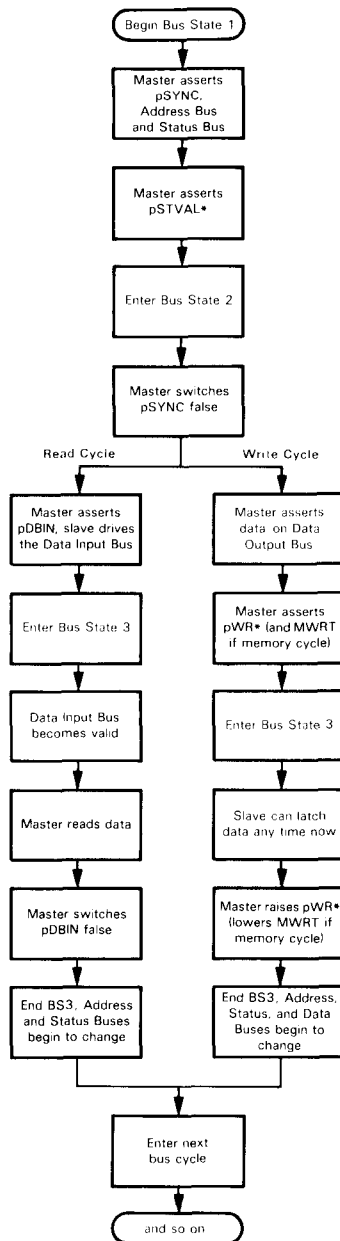 Begin Bus State 1
Master asserts
pSYNC,
Address Bus
and Status Bus
Master asserts
pSTVAL*
Enter Bus State 2
Master switches
pSYNC false
Read Cycle
Write Cycle
Master asserts
pDBIN, slave drives
the Data Input Bus
Enter Bus State 3
Data Input Bus
becomes valid
Master reads data
Master switches
pDBIN false
End BS3, Address
and Status Buses
begin to change
Master asserts
data on Data
Output Bus
Master asserts
pWR* (and MWRT
if memory cycle)
Enter Bus State 3
Slave can latch
data any time now
Master raises pWR*
(lowers MWRT if
memory cycle)
End BS3, Address,
Status, and Data
Buses begin to
change
Enter next
bus cycle
and so on